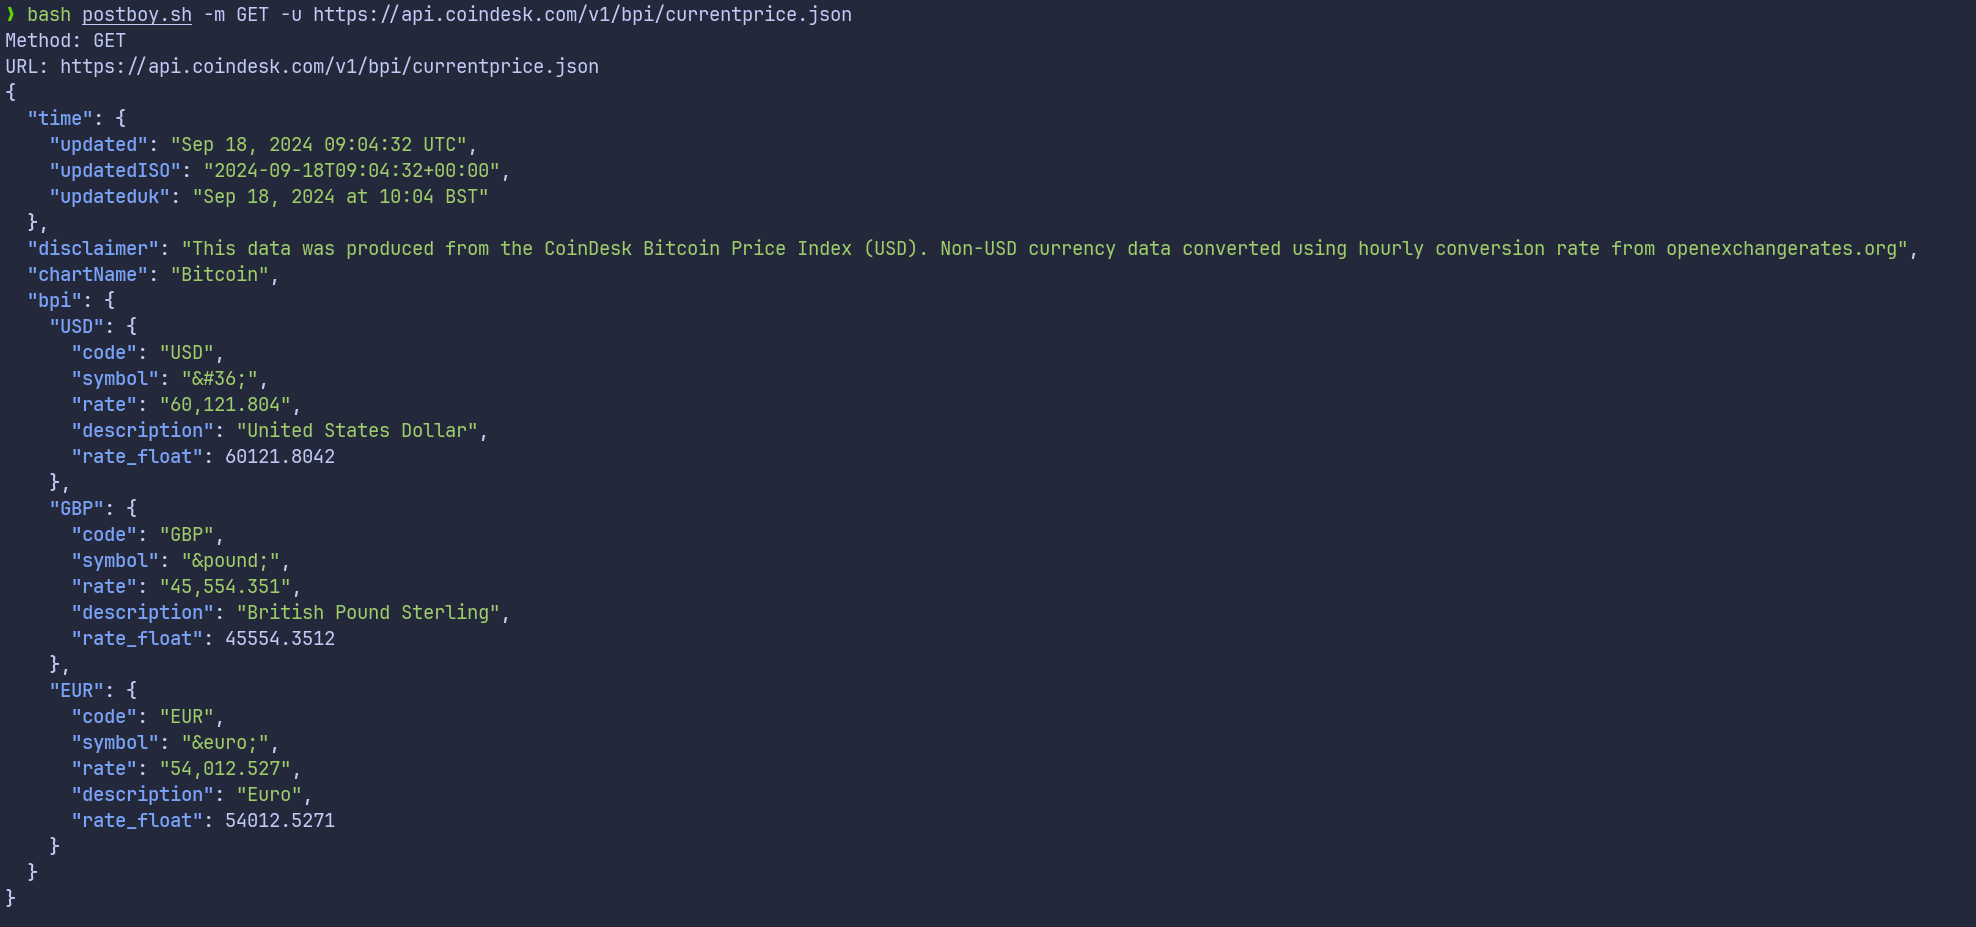 ❯ bash postboy.sh -m GET -u https://api.coindesk.com/v1/bpi/currentprice.json
Method: GET
URL: https://api.coindesk.com/v1/bpi/currentprice.json
{
  "time": {
    "updated": "Sep 18, 2024 09:04:32 UTC",
    "updatedISO": "2024-09-18T09:04:32+00:00",
    "updateduk": "Sep 18, 2024 at 10:04 BST"
  },
  "disclaimer": "This data was produced from the CoinDesk Bitcoin Price Index (USD). Non-USD currency data converted using hourly conversion rate from openexchangerates.org",
  "chartName": "Bitcoin",
  "bpi": {
    "USD": {
      "code": "USD",
      "symbol": "&#36;",
      "rate": "60,121.804",
      "description": "United States Dollar",
      "rate_float": 60121.8042
    },
    "GBP": {
      "code": "GBP",
      "symbol": "&pound;",
      "rate": "45,554.351",
      "description": "British Pound Sterling",
      "rate_float": 45554.3512
    },
    "EUR": {
      "code": "EUR",
      "symbol": "&euro;",
      "rate": "54,012.527",
      "description": "Euro",
      "rate_float": 54012.5271
    }
  }
}